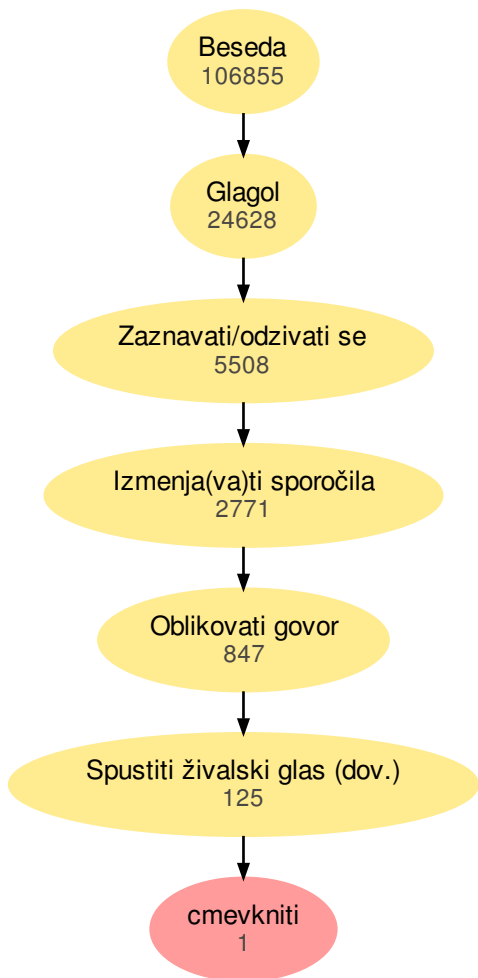 Beseda
106855
Glagol
24628
Zaznavati/odzivati se
5508
Izmenja(va)ti sporočila
2771
Oblikovati govor
847
Spustiti živalski glas (dov.)
125
cmevkniti
1